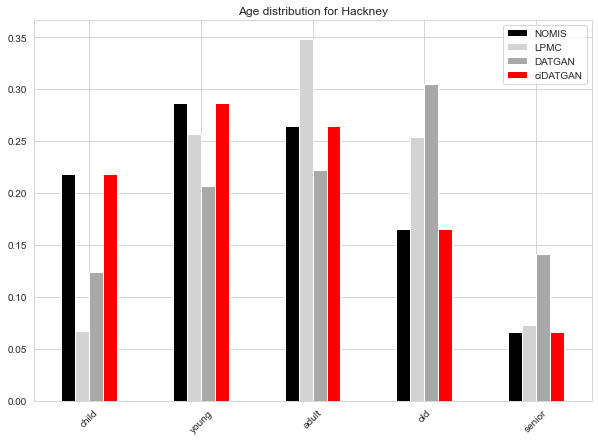 Age distribution for Hackney
NOMIS
LPMC
DATGAN
ciDATGAN
0.35
0.30
0.25
0.20
0.15
0.10
0.05
0.00
child
young
adult
old
senior